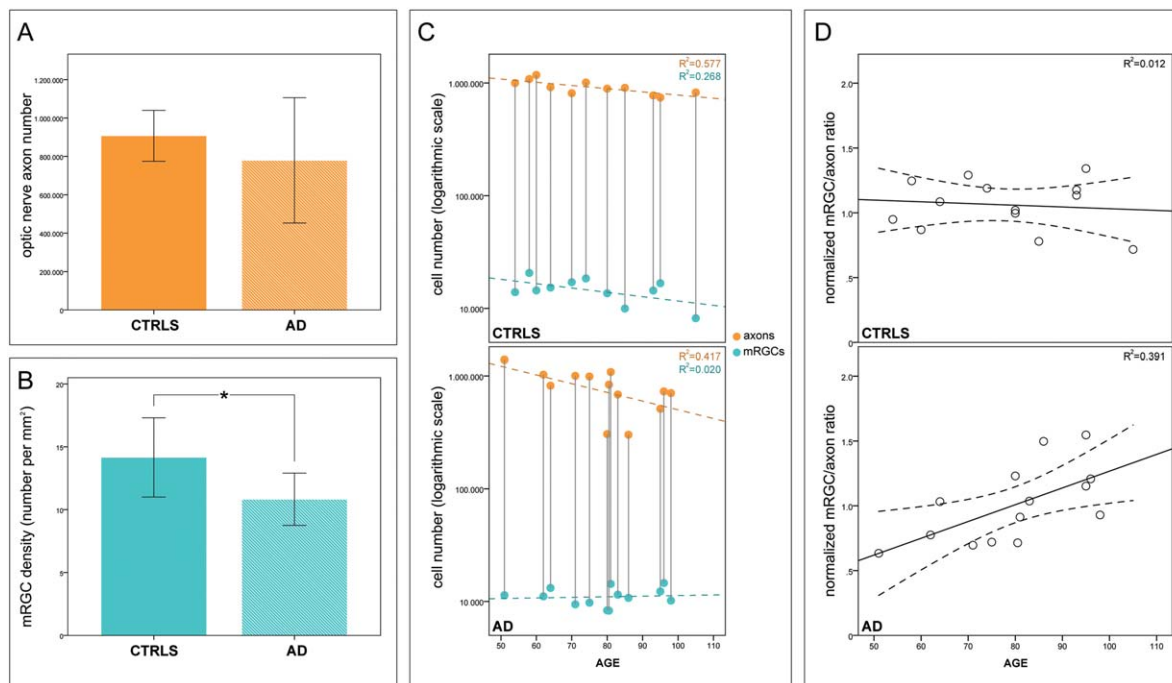 A
optic nerve axon number
1.200.000
1.000.000
800.000
600.000
400.000
200.000
0
CTRLS
AD
B
mRGC density (number per mm²)
20
15
10
5
0
*
CTRLS
AD
C
cell number (logarithmic scale)
1.000.000
100.000
10.000
R²=0.577
R²=0.268
CTRLS
axons
mRGCs
cell number (logarithmic scale)
1.000.000
100.000
10.000
R²=0.417
R²=0.020
AD
50 60 70 80 90 100 110
AGE
D
normalized mRGC/axon ratio
2.0
1.5
1.0
.5
.0
R²=0.012
CTRLS
normalized mRGC/axon ratio
2.0
1.5
1.0
.5
.0
R²=0.391
AD
50 60 70 80 90 100 110
AGE